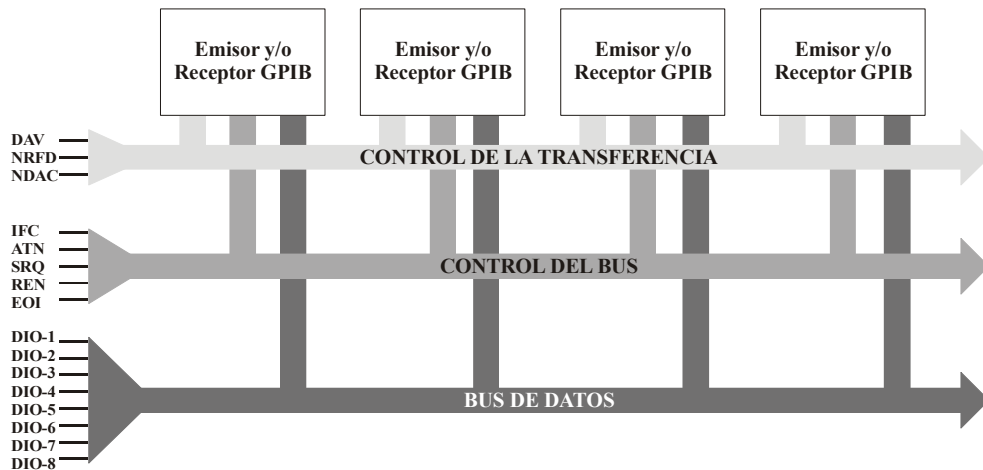 Emisor y/o
Receptor GPIB
Emisor y/o
Receptor GPIB
Emisor y/o
Receptor GPIB
Emisor y/o
Receptor GPIB
DAV
NRFD
NDAC
CONTROL DE LA TRANSFERENCIA
IFC
ATN
SRQ
REN
EOI
CONTROL DEL BUS
DIO-1
DIO-2
DIO-3
DIO-4
DIO-5
DIO-6
DIO-7
DIO-8
BUS DE DATOS